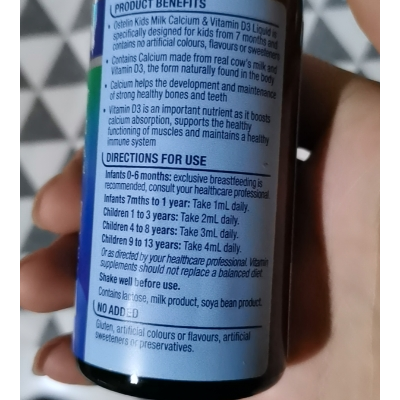 PRODUCT BENEFITS
• Ostelin Kids Milk Calcium & Vitamin D3 Liquid is
specifically designed for kids from 7 months and
contains no artificial colours, flavours or sweeteners
• Contains Calcium made from real cow's milk and
Vitamin D3, the form naturally found in the body
• Calcium helps the development and maintenance
of strong healthy bones and teeth
• Vitamin D3 is an important nutrient as it boosts
calcium absorption, supports the healthy
functioning of muscles and maintains a healthy
immune system
DIRECTIONS FOR USE
Infants 0-6 months: exclusive breastfeeding is
recommended, consult your healthcare professional.
Infants 7mths to 1 year: Take 1mL daily.
Children 1 to 3 years: Take 2mL daily.
Children 4 to 8 years: Take 3mL daily.
Children 9 to 13 years: Take 4mL daily.
Or as directed by your healthcare professional. Vitamin
supplements should not replace a balanced diet.
Shake well before use.
Contains lactose, milk product, soya bean product.
NO ADDED
Gluten, artificial colours or flavours, artificial
sweeteners or preservatives.